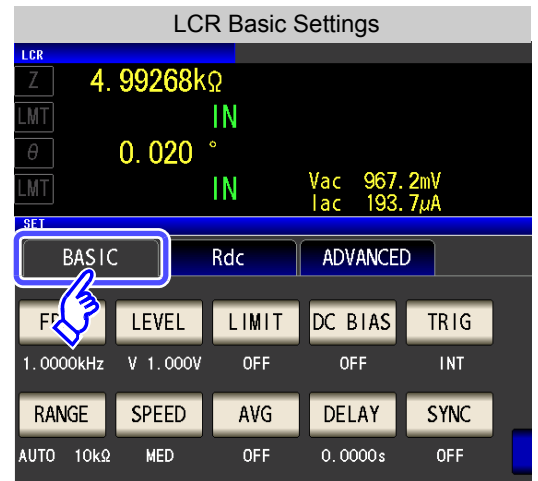 LCR Basic Settings
LCR
Z 4.99268kΩ
LMT IN
θ 0.020 °
LMT IN Vac 967.2mV
Iac 193.7μA
SET
BASIC Rdc ADVANCED
LEVEL LIMIT DC BIAS TRIG
1.0000kHz V 1.000V OFF OFF INT
RANGE SPEED AVG DELAY SYNC
AUTO 10kΩ MED OFF 0.0000s OFF